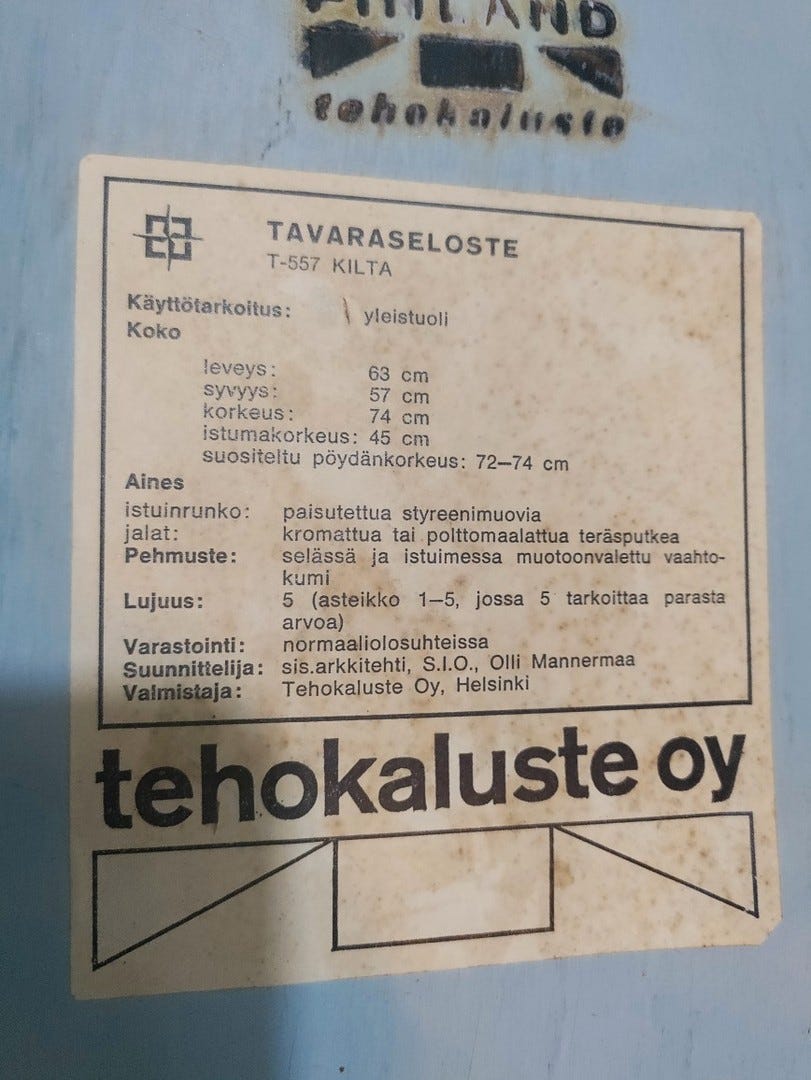 FINLAND
tehokaluste
TAVARASELOSTE
T-557 KILTA
Käyttötarkoitus: yleistuoli
Koko
leveys: 63 cm
syvyys: 57 cm
korkeus: 74 cm
istumakorkeus: 45 cm
suositeltu pöydänkorkeus: 72—74 cm
Aines
istuinrunko: paisutettua styreenimuovia
jalat: kromattua tai polttomaalattua teräsputkea
Pehmuste: selässä ja istuimessa muotoonvalettu vaahto-
kumi
Lujuus: 5 (asteikko 1—5, jossa 5 tarkoittaa parasta
arvoa)
Varastointi: normaaliolosuhteissa
Suunnittelija: sis.arkkitehti, S.I.O., Olli Mannermaa
Valmistaja: Tehokaluste Oy, Helsinki
tehokaluste oy